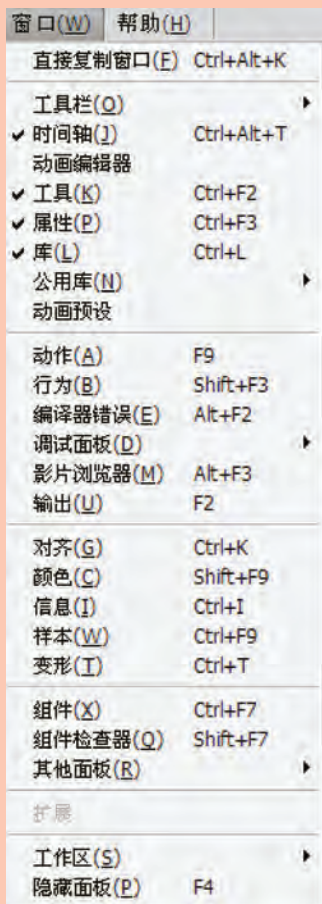 窗口(W) 帮助(H)
直接复制窗口(F) Ctrl+Alt+K
工具栏(O)
时间轴(J) Ctrl+Alt+T
动画编辑器
工具(K) Ctrl+F2
属性(P) Ctrl+F3
库(L) Ctrl+L
公用库(N)
动画预设
动作(A) F9
行为(B) Shift+F3
编译器错误(E) Alt+F2
调试面板(D)
影片浏览器(M) Alt+F3
输出(U) F2
对齐(G) Ctrl+K
颜色(C) Shift+F9
信息(I) Ctrl+I
样本(W) Ctrl+F9
变形(T) Ctrl+T
组件(X) Ctrl+F7
组件检查器(Q) Shift+F7
其他面板(R)
扩展
工作区(S)
隐藏面板(P) F4